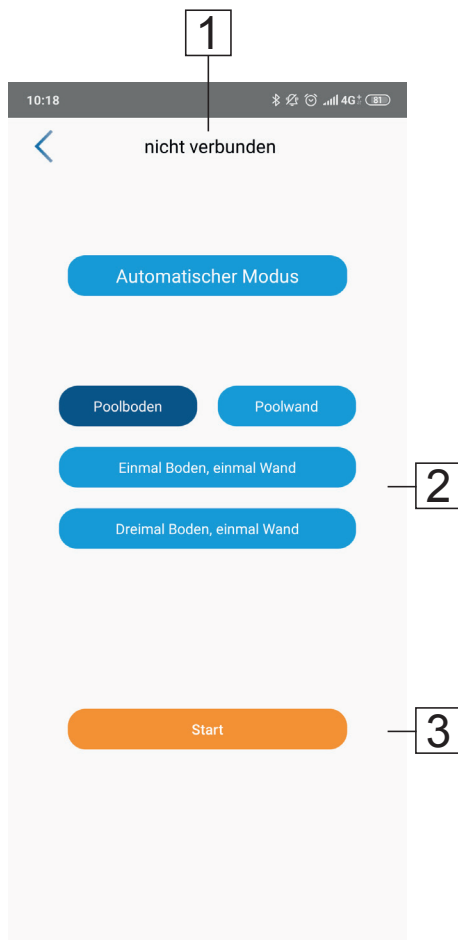 1
10:18 4G+ 81
nicht verbunden
Automatischer Modus
Poolboden Poolwand
Einmal Boden, einmal Wand
2
Dreimal Boden, einmal Wand
Start
3